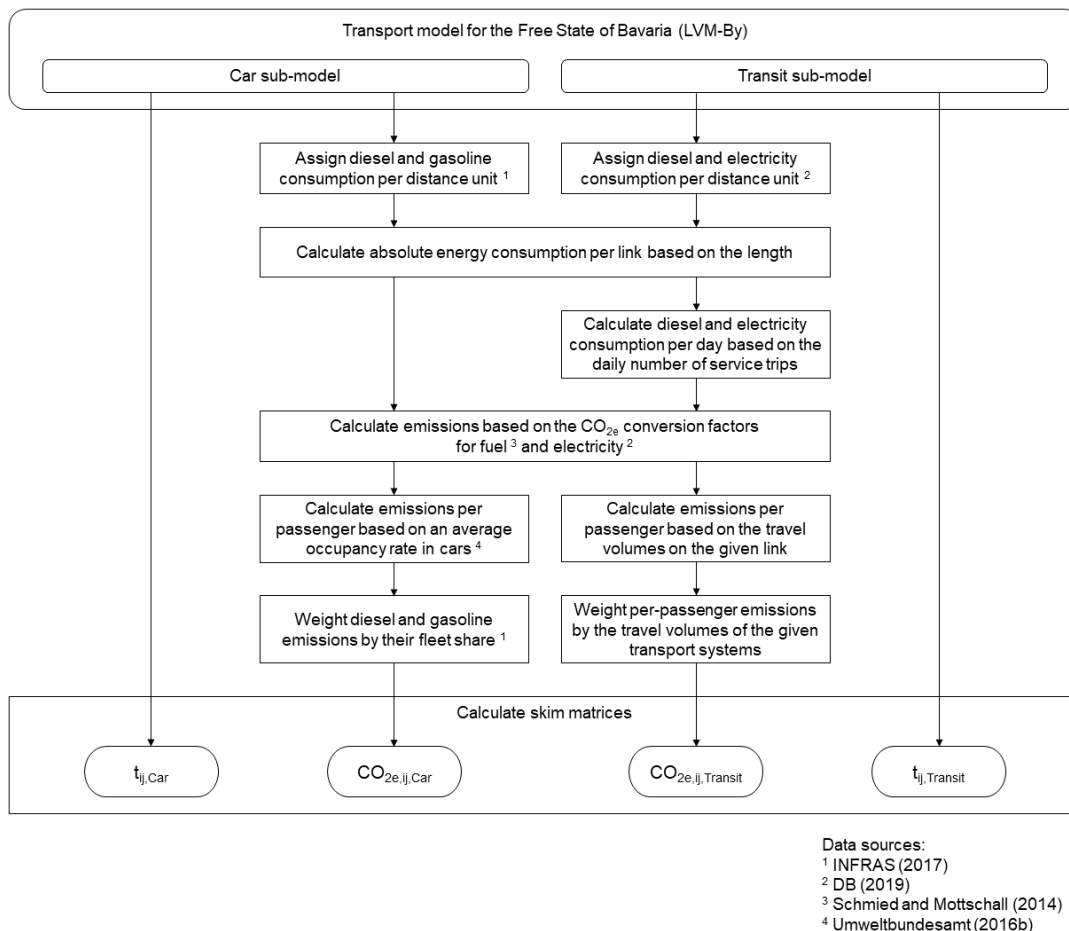 Transport model for the Free State of Bavaria (LVM-By)
Car sub-model
Transit sub-model
Assign diesel and gasoline
consumption per distance unit ¹
Assign diesel and electricity
consumption per distance unit ²
Calculate absolute energy consumption per link based on the length
Calculate diesel and electricity
consumption per day based on the
daily number of service trips
Calculate emissions based on the CO₂ₑ conversion factors
for fuel ³ and electricity ²
Calculate emissions per
passenger based on an average
occupancy rate in cars ⁴
Calculate emissions per
passenger based on the travel
volumes on the given link
Weight diesel and gasoline
emissions by their fleet share ¹
Weight per-passenger emissions
by the travel volumes of the given
transport systems
Calculate skim matrices
t_ij,Car
CO_2e,ij,Car
CO_2e,ij,Transit
t_ij,Transit
Data sources:
¹ INFRAS (2017)
² DB (2019)
³ Schmied and Mottschall (2014)
⁴ Umweltbundesamt (2016b)